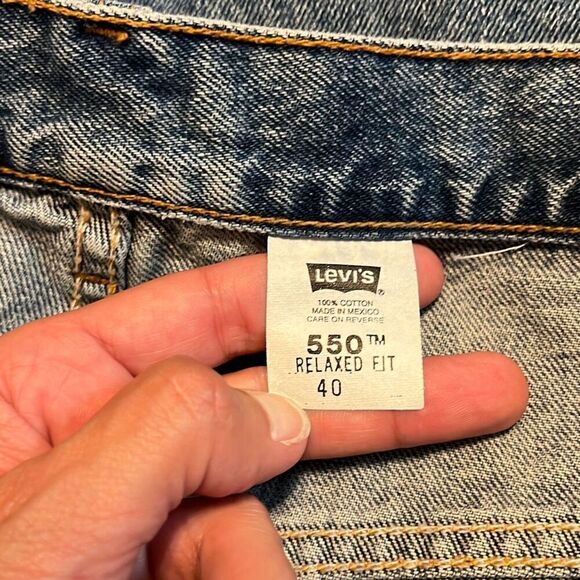 Levi's®
100% COTTON
MADE IN MEXICO
CARE ON REVERSE
550™
RELAXED FIT
40